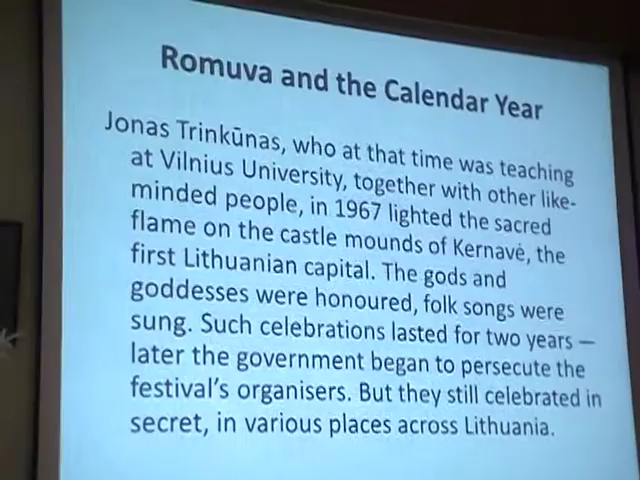 Romuva and the Calendar Year
Jonas Trinkūnas, who at that time was teaching
at Vilnius University, together with other like-
minded people, in 1967 lighted the sacred
flame on the castle mounds of Kernavė, the
first Lithuanian capital. The gods and
goddesses were honoured, folk songs were
sung. Such celebrations lasted for two years —
later the government began to persecute the
festival's organisers. But they still celebrated in
secret, in various places across Lithuania.